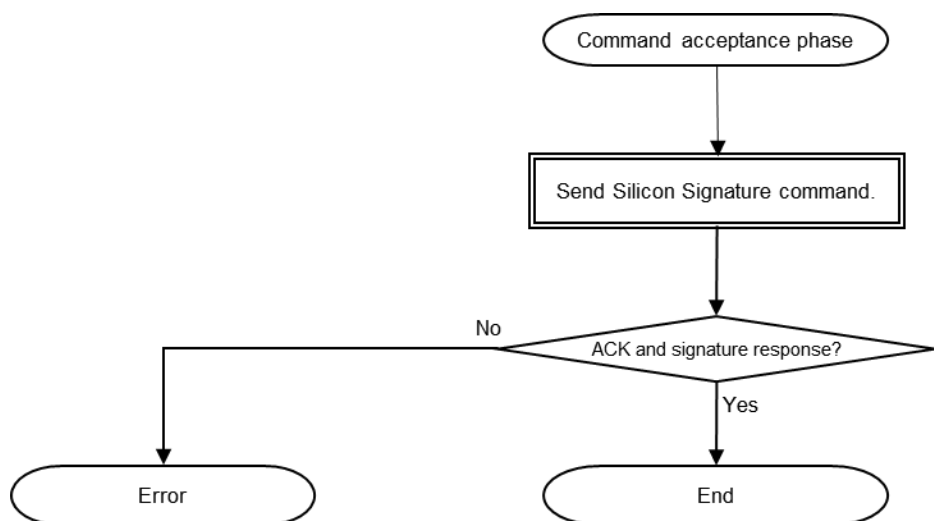 Command acceptance phase
Send Silicon Signature command.
No
ACK and signature response?
Yes
Error
End